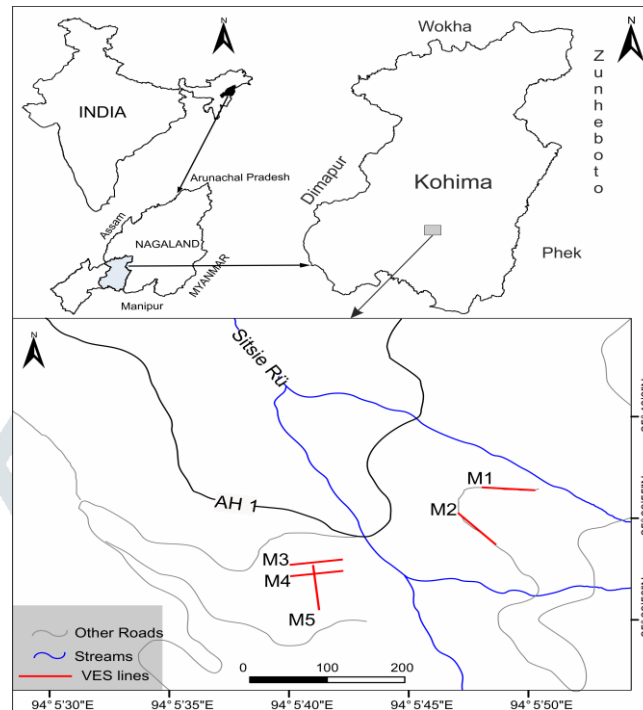 N
N
Wokha
Zunheboto
INDIA
Arunachal Pradesh
Dimapur
Kohima
Assam
NAGALAND
MYANMAR
Phek
Manipur
N
Sitsie Rü
M1
M2
AH 1
M3
M4
M5
Other Roads
Streams
VES lines
0 100 200
94° 5'30"E 94° 5'35"E 94° 5'40"E 94° 5'45"E 94° 5'50"E